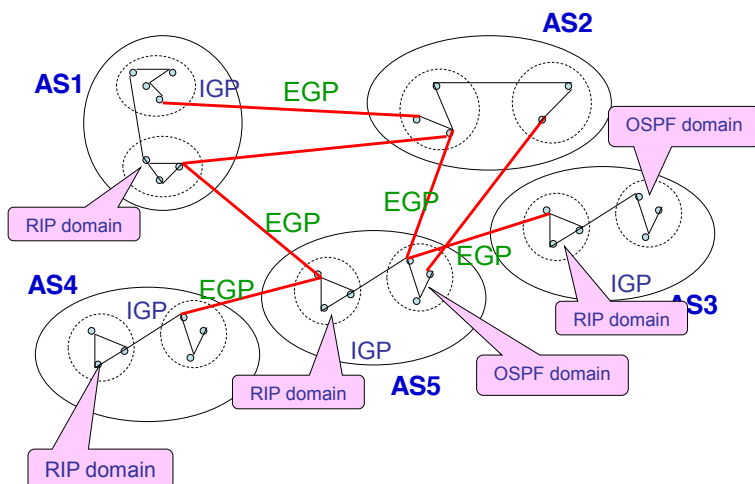 AS2
AS1
IGP
EGP
OSPF domain
RIP domain
EGP
EGP
EGP
AS4
IGP
EGP
IGP
AS3
RIP domain
IGP
RIP domain
AS5
OSPF domain
RIP domain